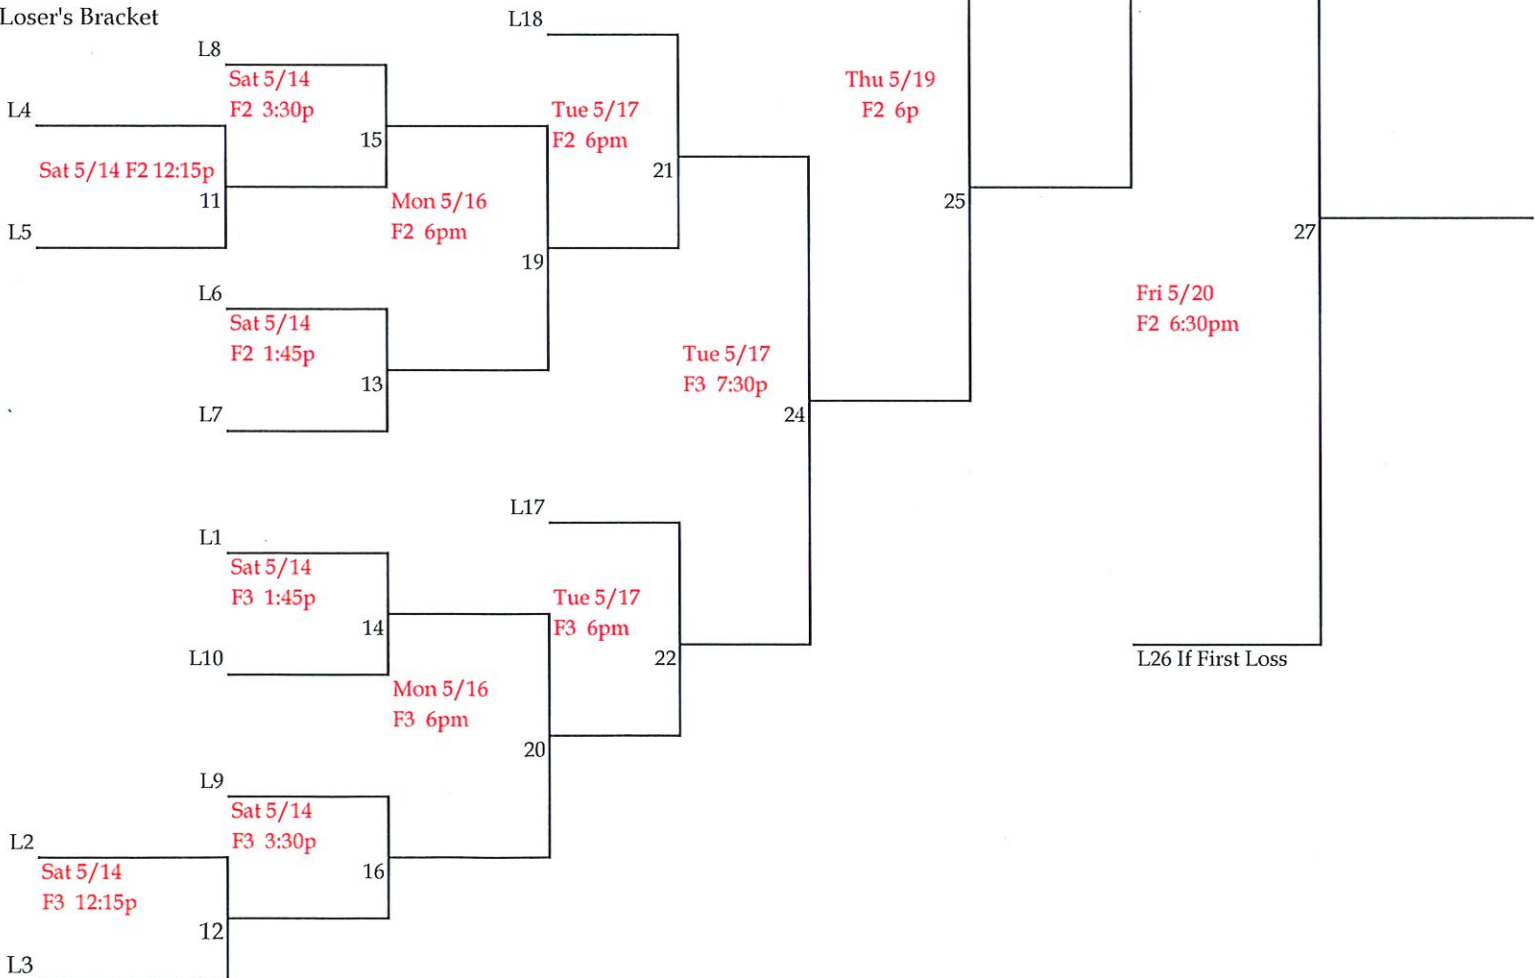 Loser's Bracket
L18
L8
Sat 5/14
F2 3:30p
Thu 5/19
F2 6p
L4
Tue 5/17
F2 6pm
15
Sat 5/14 F2 12:15p
21
11
Mon 5/16
F2 6pm
25
L5
19
27
L6
Sat 5/14
F2 1:45p
Fri 5/20
F2 6:30pm
13
Tue 5/17
F3 7:30p
L7
24
L17
L1
Sat 5/14
F3 1:45p
Tue 5/17
F3 6pm
14
L10
22
L26 If First Loss
Mon 5/16
F3 6pm
20
L9
Sat 5/14
F3 3:30p
L2
Sat 5/14
F3 12:15p
16
12
L3